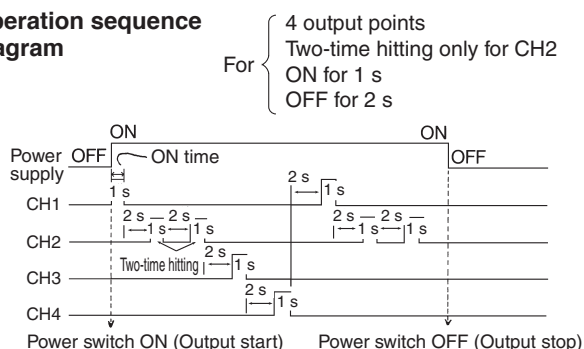 peration sequence
agram
For
4 output points
Two-time hitting only for CH2
ON for 1 s
OFF for 2 s
ON
ON
Power supply
OFF
ON time
OFF
1 s
2 s
1 s
CH1
2 s
1 s
2 s
1 s
2 s
1 s
2 s
1 s
CH2
Two-time hitting
2 s
1 s
CH3
2 s
1 s
CH4
Power switch ON (Output start)
Power switch OFF (Output stop)